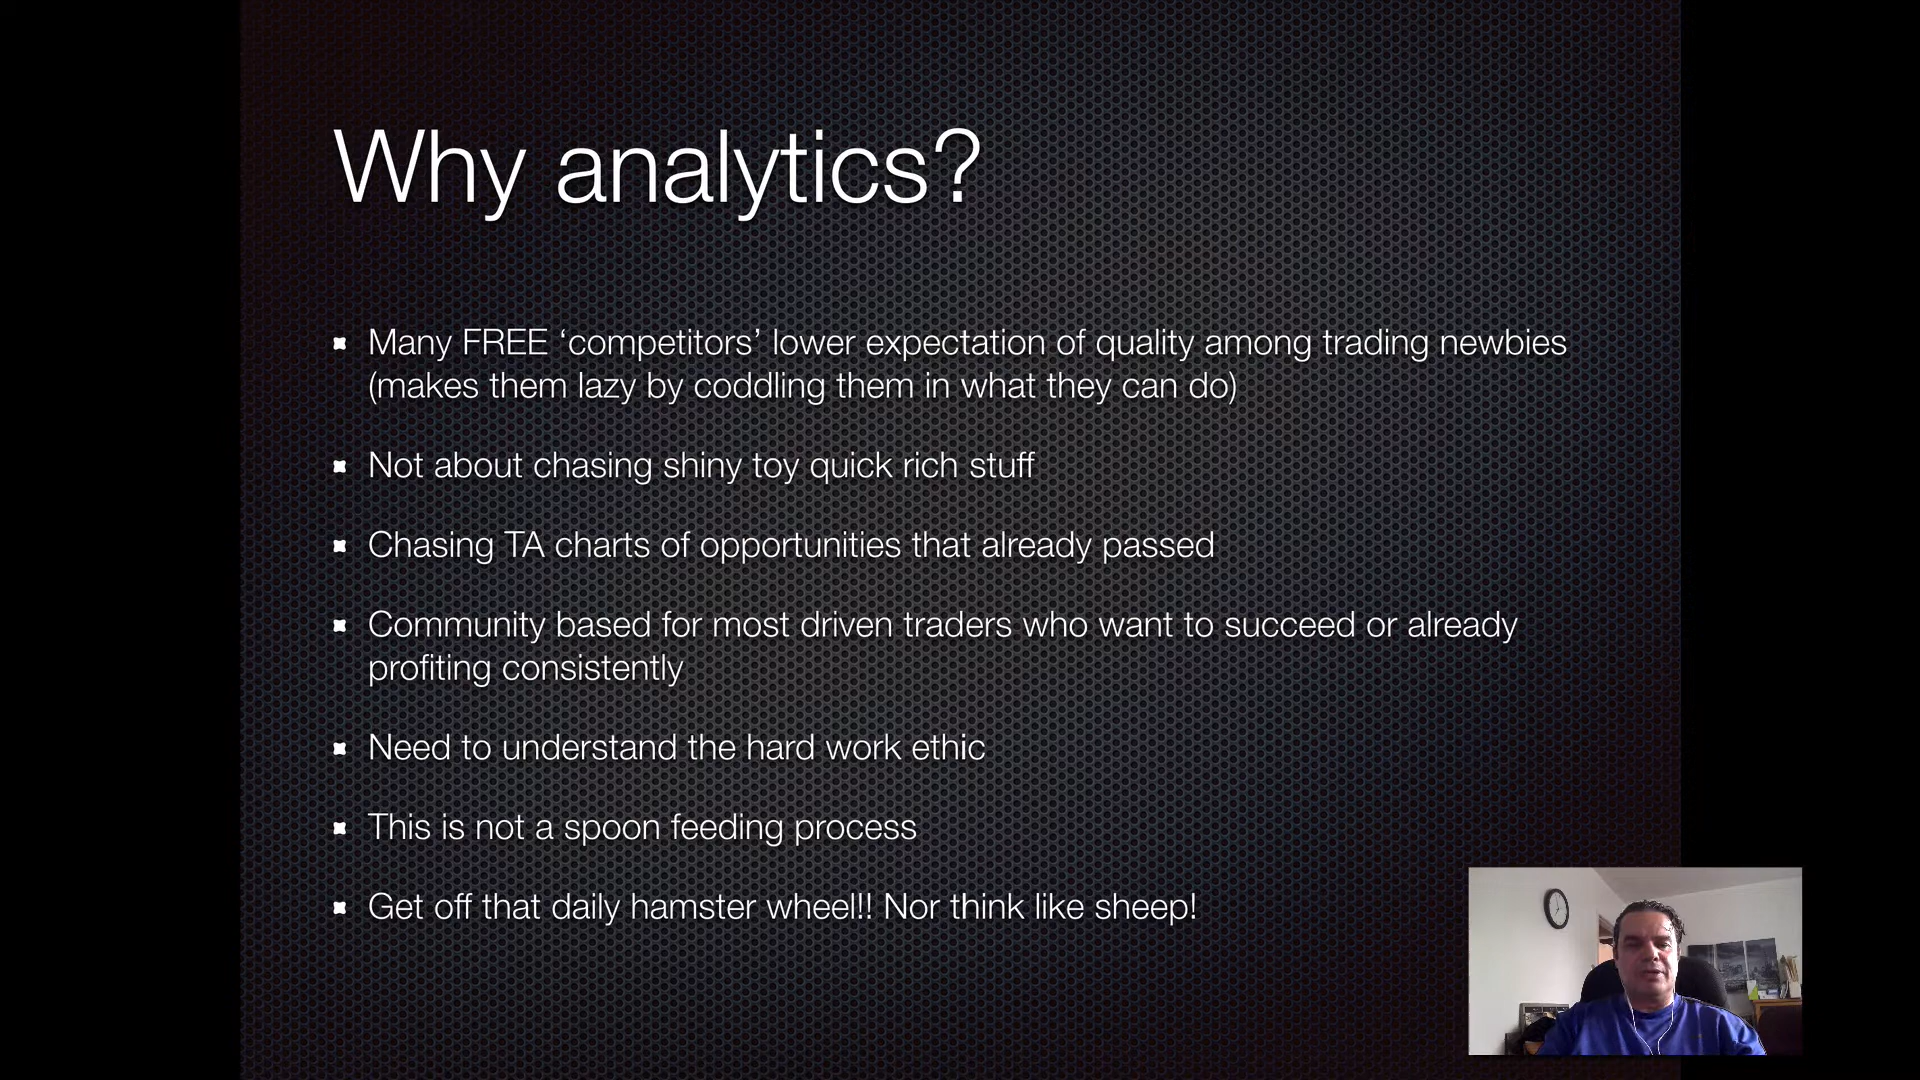 Why analytics?
Many FREE ‘competitors’ lower expectation of quality among trading newbies
(makes them lazy by coddling them in what they can do)
Not about chasing shiny toy quick rich stuff
Chasing TA charts of opportunities that already passed
Community based for most driven traders who want to succeed or already
profiting consistently
Need to understand the hard work ethic
This is not a spoon feeding process
Get off that daily hamster wheel!! Nor think like sheep!